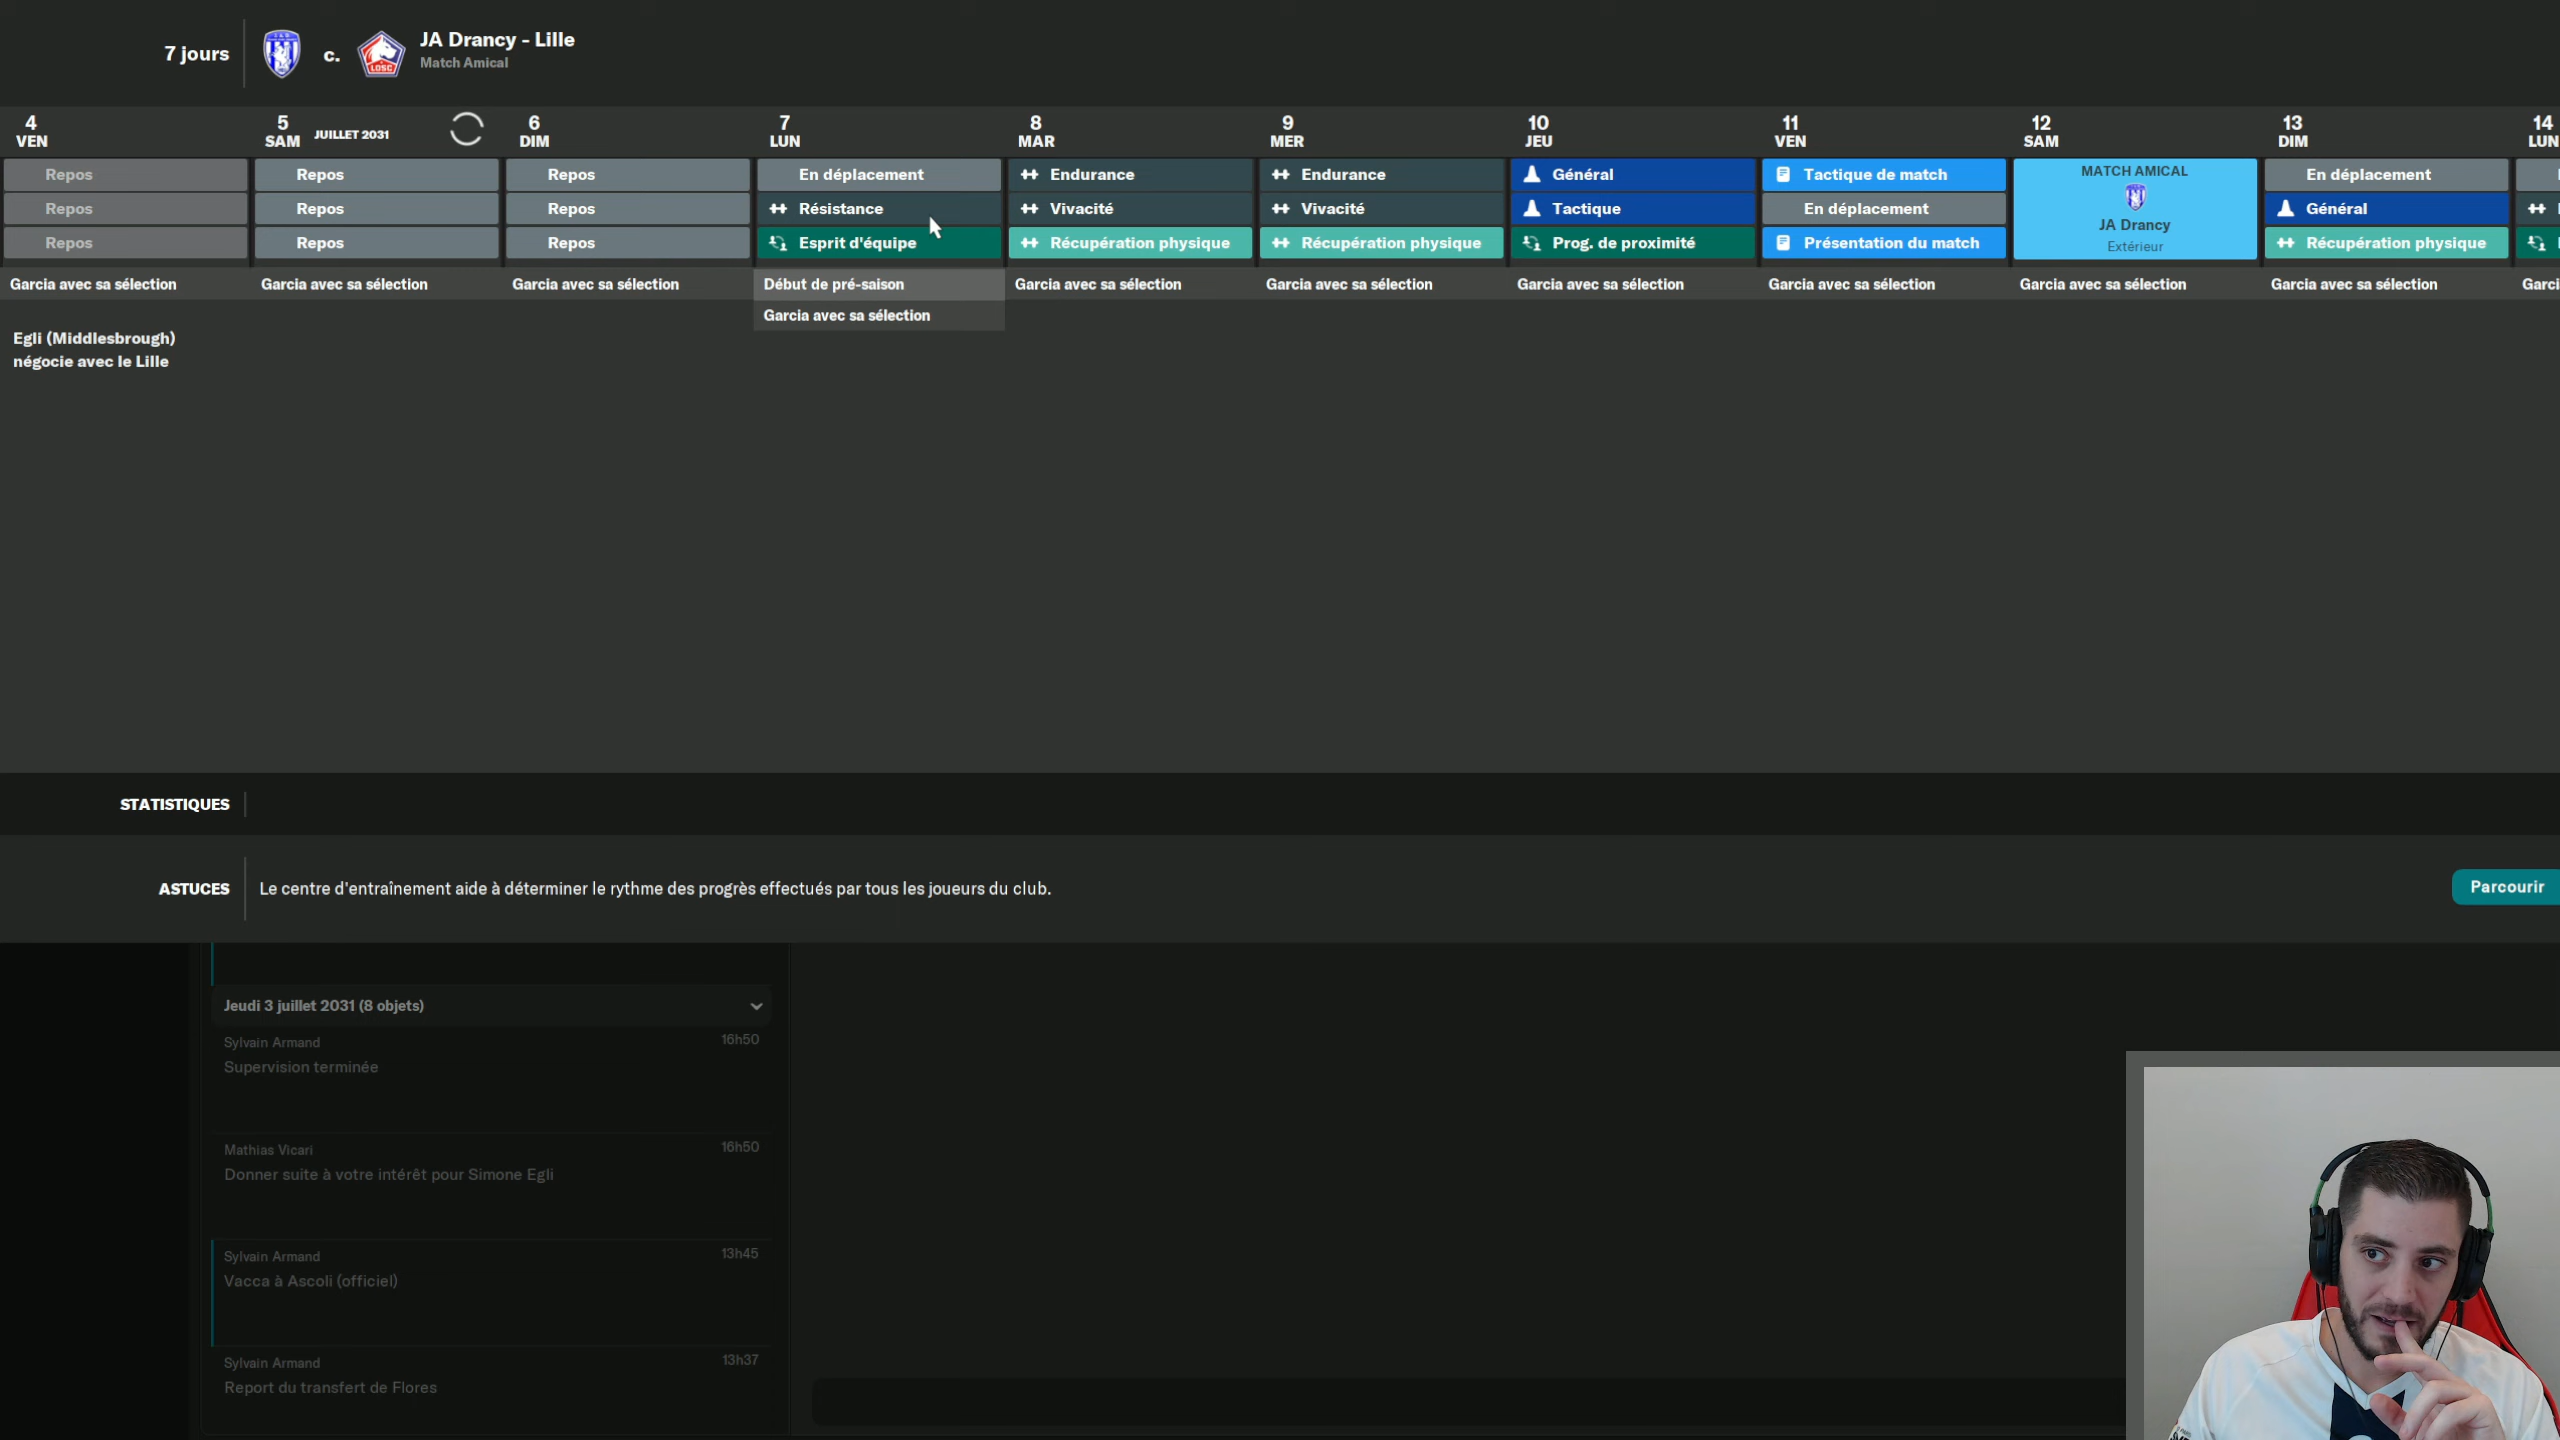 7 jours
c.
LOSC
JA Drancy - Lille
Match Amical
4
VEN
5
SAM
JUILLET 2031
6
DIM
7
LUN
8
MAR
9
MER
10
JEU
11
VEN
12
SAM
13
DIM
14
LUN
Repos
Repos
Repos
En déplacement
Endurance
Endurance
Général
Tactique de match
MATCH AMICAL
En déplacement
Repos
Repos
Repos
Résistance
Vivacité
Vivacité
Tactique
En déplacement
JA Drancy
Général
Repos
Repos
Repos
Esprit d'équipe
Récupération physique
Récupération physique
Prog. de proximité
Présentation du match
Extérieur
Récupération physique
Garcia avec sa sélection
Garcia avec sa sélection
Garcia avec sa sélection
Début de pré-saison
Garcia avec sa sélection
Garcia avec sa sélection
Garcia avec sa sélection
Garcia avec sa sélection
Garcia avec sa sélection
Garcia avec sa sélection
Garci
Garcia avec sa sélection
Egli (Middlesbrough)
négocie avec le Lille
STATISTIQUES
ASTUCES
Le centre d'entraînement aide à déterminer le rythme des progrès effectués par tous les joueurs du club.
Parcourir
Jeudi 3 juillet 2031 (8 objets)
Sylvain Armand
16h50
Supervision terminée
Mathias Vicari
16h50
Donner suite à votre intérêt pour Simone Egli
Sylvain Armand
13h45
Vacca à Ascoli (officiel)
Sylvain Armand
13h37
Report du transfert de Flores